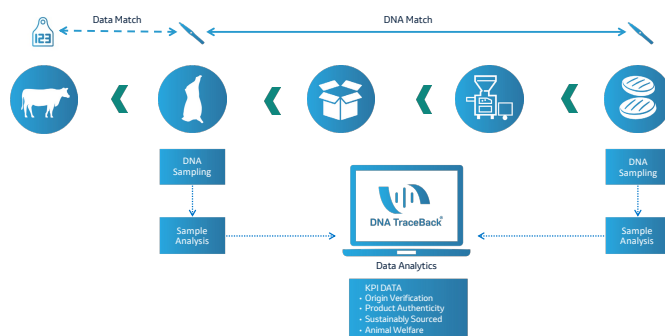 Data Match
DNA Match
123
DNA
Sampling
DNA
Sampling
DNA TraceBack®
Sample
Analysis
Sample
Analysis
Data Analytics
KPI DATA
• Origin Verification
• Product Authenticity
• Sustainably Sourced
• Animal Welfare